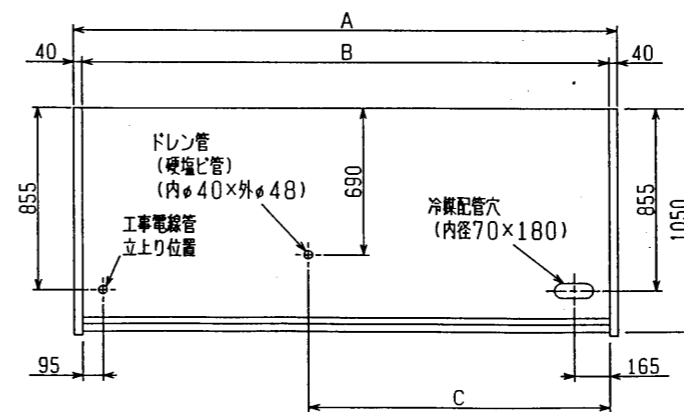 A
40
B
40
ドレン管
(硬塩ビ管)
(内φ40×外φ48)
855
690
冷媒配管穴
(内径70×180)
855
1050
工事電線管
立上り位置
95
165
C